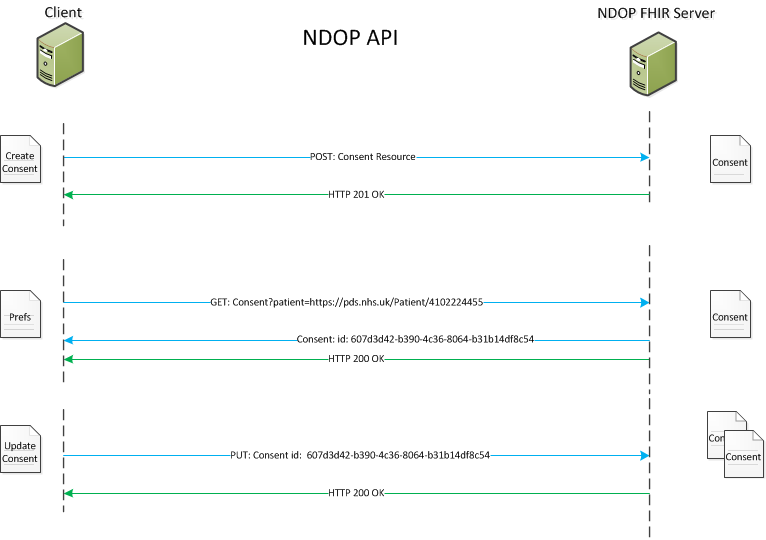 Client
NDOP API
NDOP FHIR Server
Create
Consent
POST: Consent Resource
Consent
HTTP 201 OK
Prefs
GET: Consent?patient=https://pds.nhs.uk/Patient/4102224455
Consent
Consent: id: 607d3d42-b390-4c36-8064-b31b14df8c54
HTTP 200 OK
Update
Consent
PUT: Consent id:  607d3d42-b390-4c36-8064-b31b14df8c54
Con
Consent
HTTP 200 OK